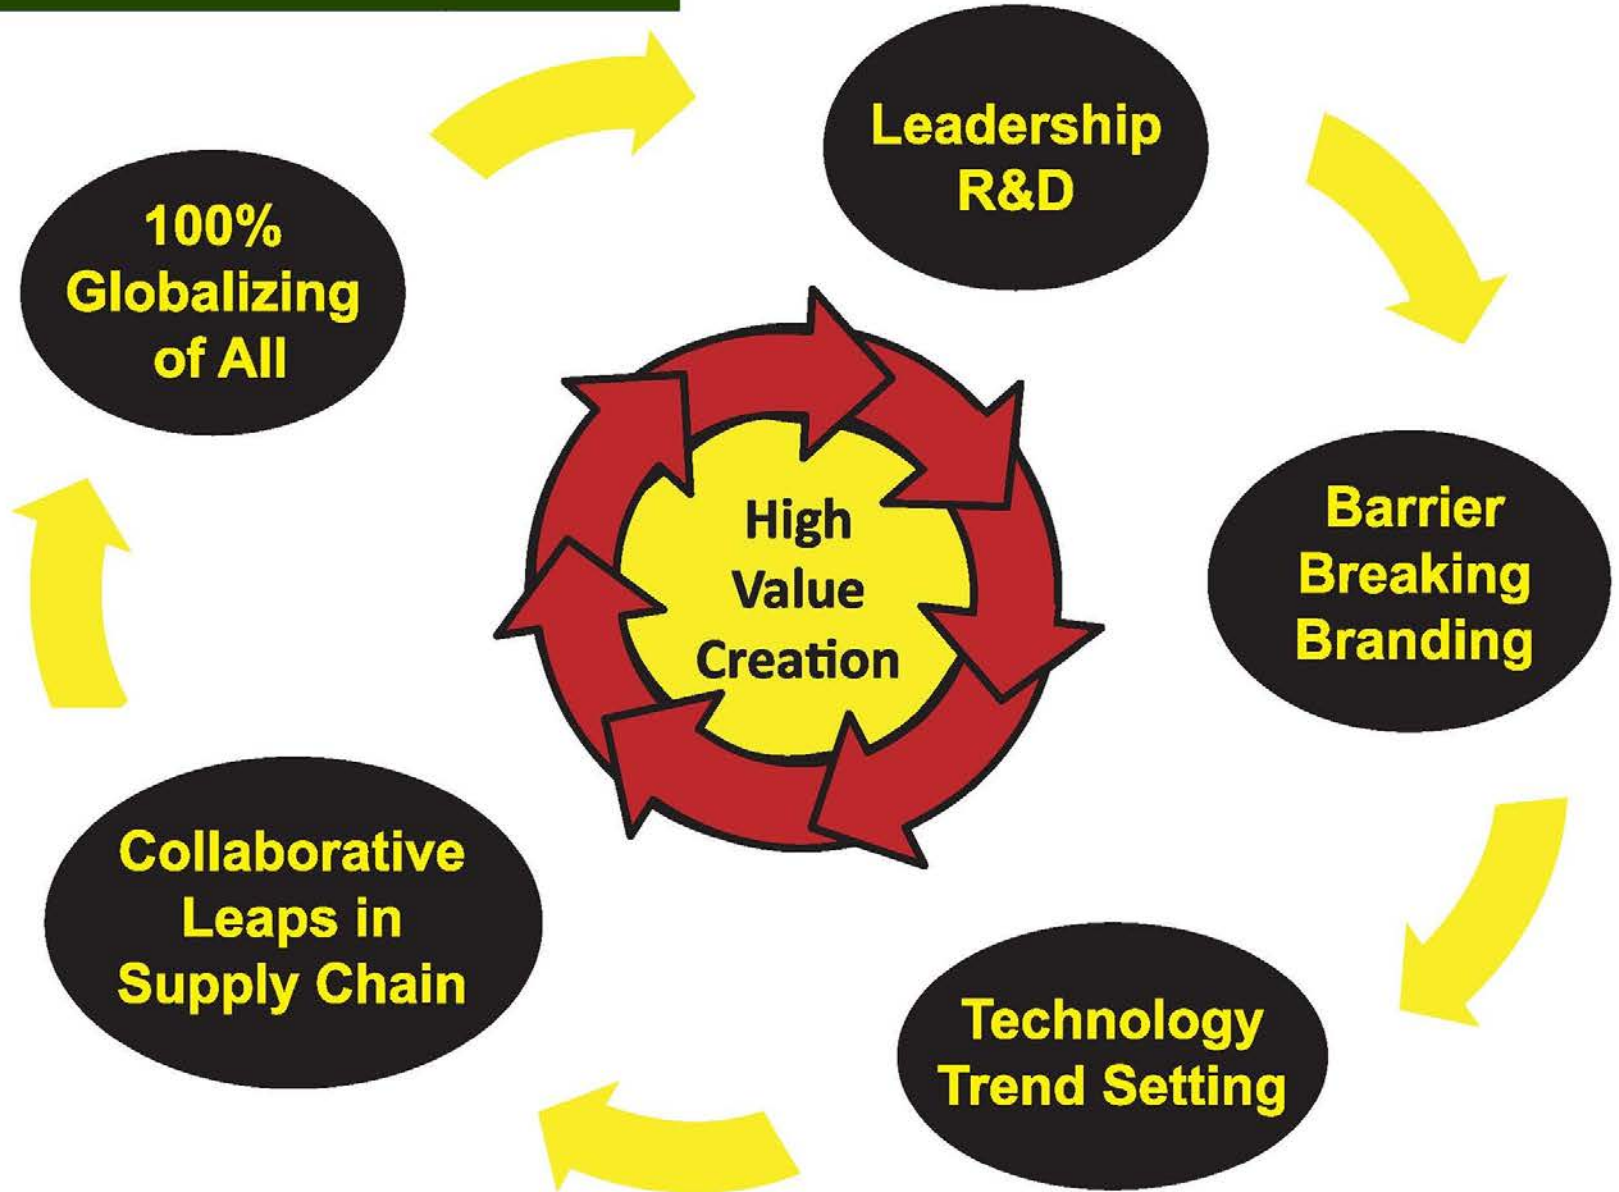 Leadership
R&D
100%
Globalizing
of All
High
Value
Creation
Barrier
Breaking
Branding
Collaborative
Leaps in
Supply Chain
Technology
Trend Setting